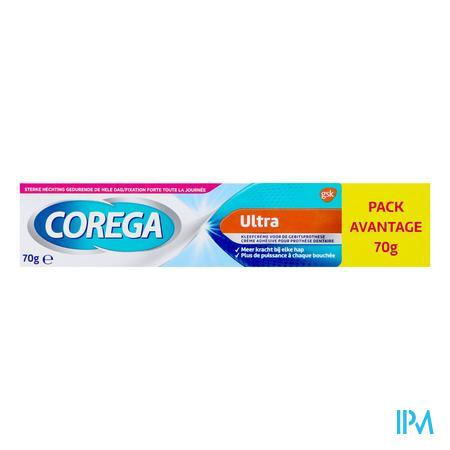 STERKE HECHTING GEDURENDE DE HELE DAG/FIXATION FORTE TOUTE LA JOURNÉE
COREGA
70g e
Ultra
gsk
KLEEFCRÈME VOOR DE GEBITSPROTHESE
CRÈME ADHÉSIVE POUR PROTHÈSE DENTAIRE
✓ Meer kracht bij elke hap
✓ Plus de puissance à chaque bouchée
PACK
AVANTAGE
70g
IPM